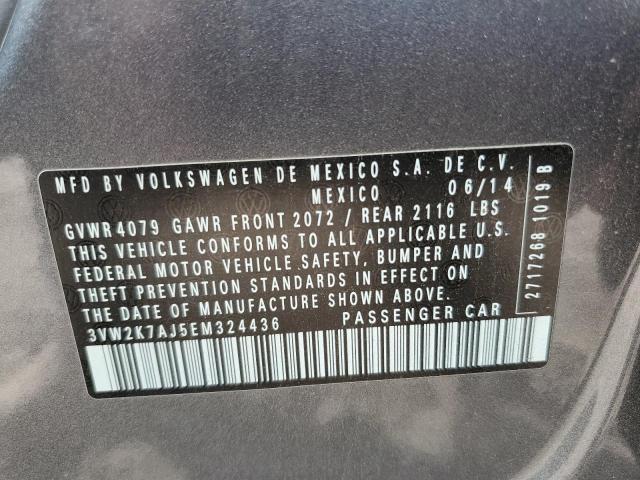 MFD BY VOLKSWAGEN DE MEXICO S.A. DE C.V.
MEXICO 06/14
GVWR 4079 GAWR FRONT 2072 / REAR 2116 LBS
THIS VEHICLE CONFORMS TO ALL APPLICABLE U.S.
FEDERAL MOTOR VEHICLE SAFETY, BUMPER AND
THEFT PREVENTION STANDARDS IN EFFECT ON
THE DATE OF MANUFACTURE SHOWN ABOVE.
3VW2K7AJ5EM324436 PASSENGER CAR
2717268 1019 B